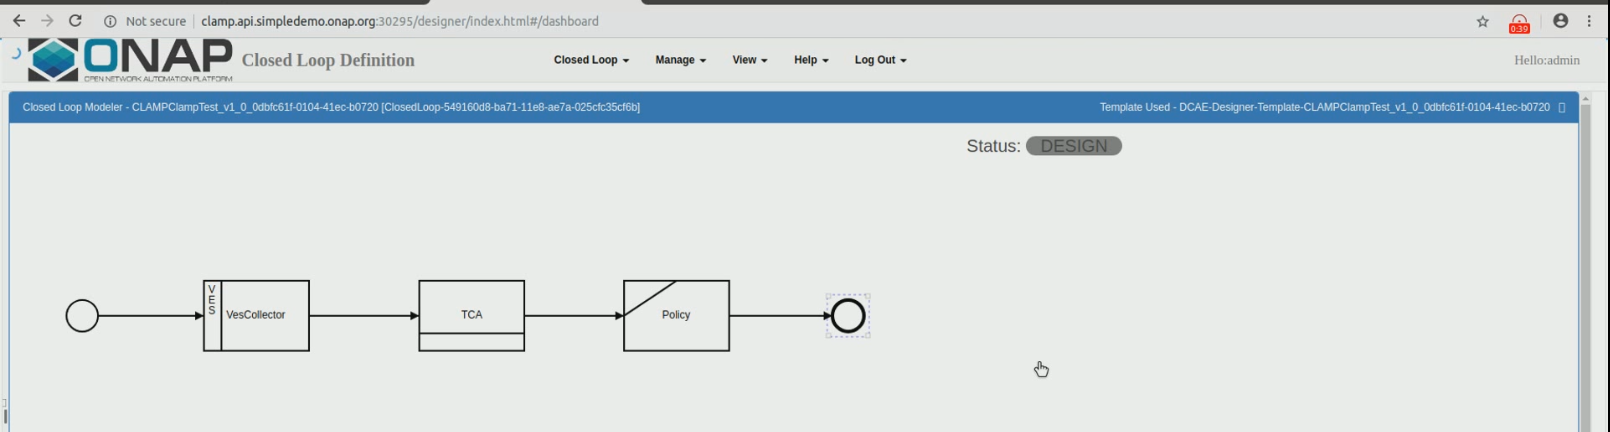 Not secure clamp.api.simpledemo.onap.org:30295/designer/index.html#/dashboard
0:39
ONAP
OPEN NETWORK AUTOMATION PLATFORM
Closed Loop Definition
Closed Loop Manage View Help Log Out
Hello:admin
Closed Loop Modeler - CLAMPClampTest_v1_0_0dbfc61f-0104-41ec-b0720 [ClosedLoop-549160d8-ba71-11e8-ae7a-025cfc35cf6b]
Template Used - DCAE-Designer-Template-CLAMPClampTest_v1_0_0dbfc61f-0104-41ec-b0720
Status: DESIGN
VES
VesCollector
TCA
Policy